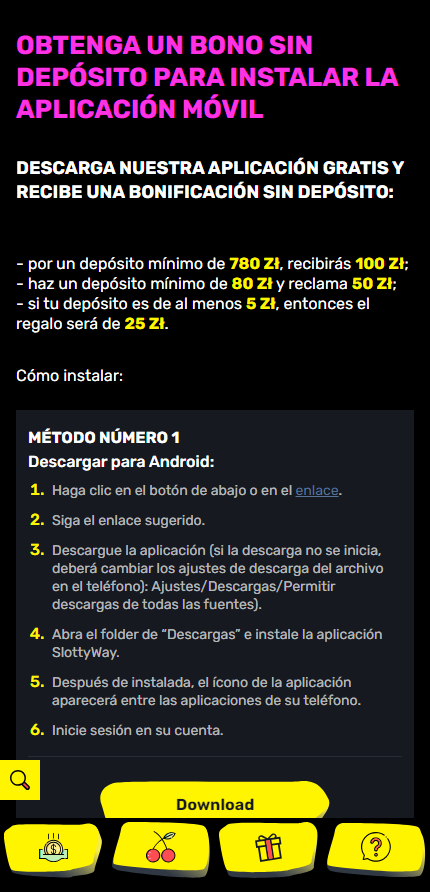 OBTENGA UN BONO SIN
DEPÓSITO PARA INSTALAR LA
APLICACIÓN MÓVIL
DESCARGA NUESTRA APLICACIÓN GRATIS Y
RECIBE UNA BONIFICACIÓN SIN DEPÓSITO:
- por un depósito mínimo de 780 Zł, recibirás 100 Zł;
- haz un depósito mínimo de 80 Zł y reclama 50 Zł;
- si tu depósito es de al menos 5 Zł, entonces el
regalo será de 25 Zł.
Cómo instalar:
MÉTODO NÚMERO 1
Descargar para Android:
1. Haga clic en el botón de abajo o en el enlace.
2. Siga el enlace sugerido.
3. Descargue la aplicación (si la descarga no se inicia,
deberá cambiar los ajustes de descarga del archivo
en el teléfono): Ajustes/Descargas/Permitir
descargas de todas las fuentes).
4. Abra el folder de “Descargas” e instale la aplicación
SlottyWay.
5. Después de instalada, el ícono de la aplicación
aparecerá entre las aplicaciones de su teléfono.
6. Inicie sesión en su cuenta.
Download